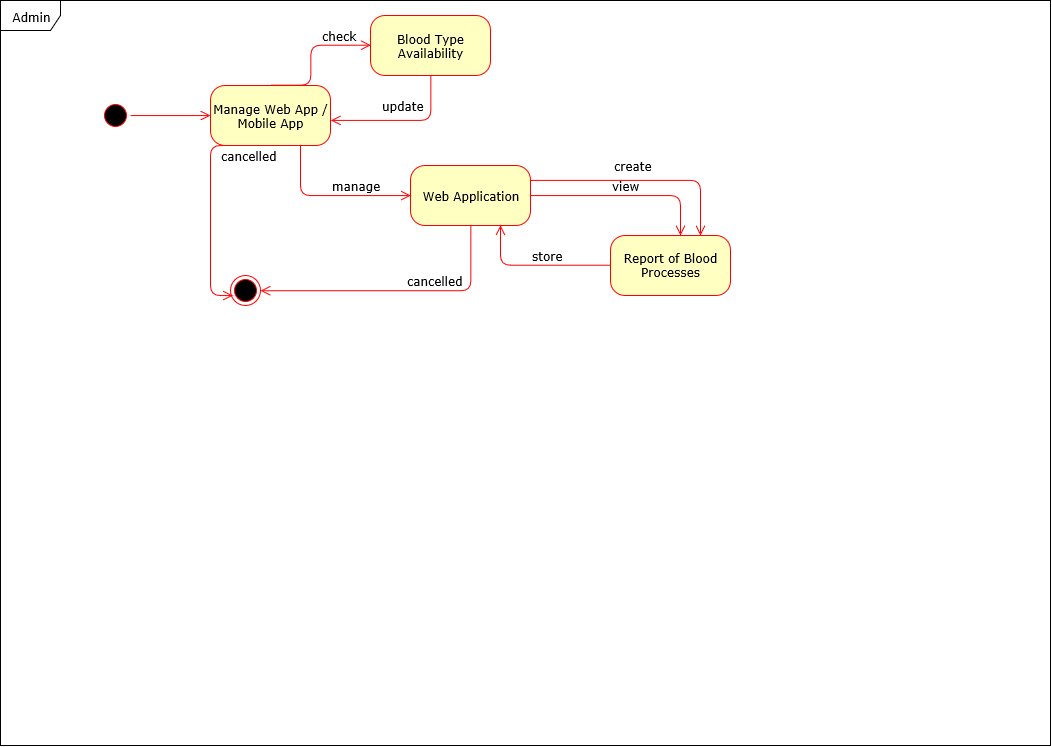 Admin
check
Blood Type
Availability
Manage Web App /
Mobile App
update
cancelled
manage
Web Application
create
view
store
Report of Blood
Processes
cancelled